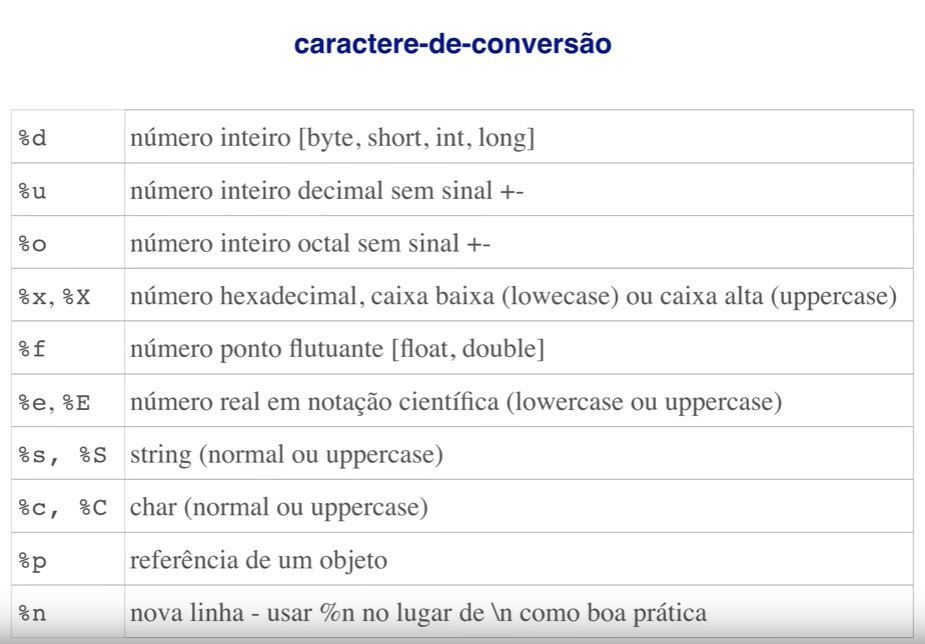 caractere-de-conversão
%d número inteiro [byte, short, int, long]
%u número inteiro decimal sem sinal +-
%o número inteiro octal sem sinal +-
%x, %X número hexadecimal, caixa baixa (lowecase) ou caixa alta (uppercase)
%f número ponto flutuante [float, double]
%e, %E número real em notação científica (lowercase ou uppercase)
%s, %S string (normal ou uppercase)
%c, %C char (normal ou uppercase)
%p referência de um objeto
%n nova linha - usar %n no lugar de \n como boa prática